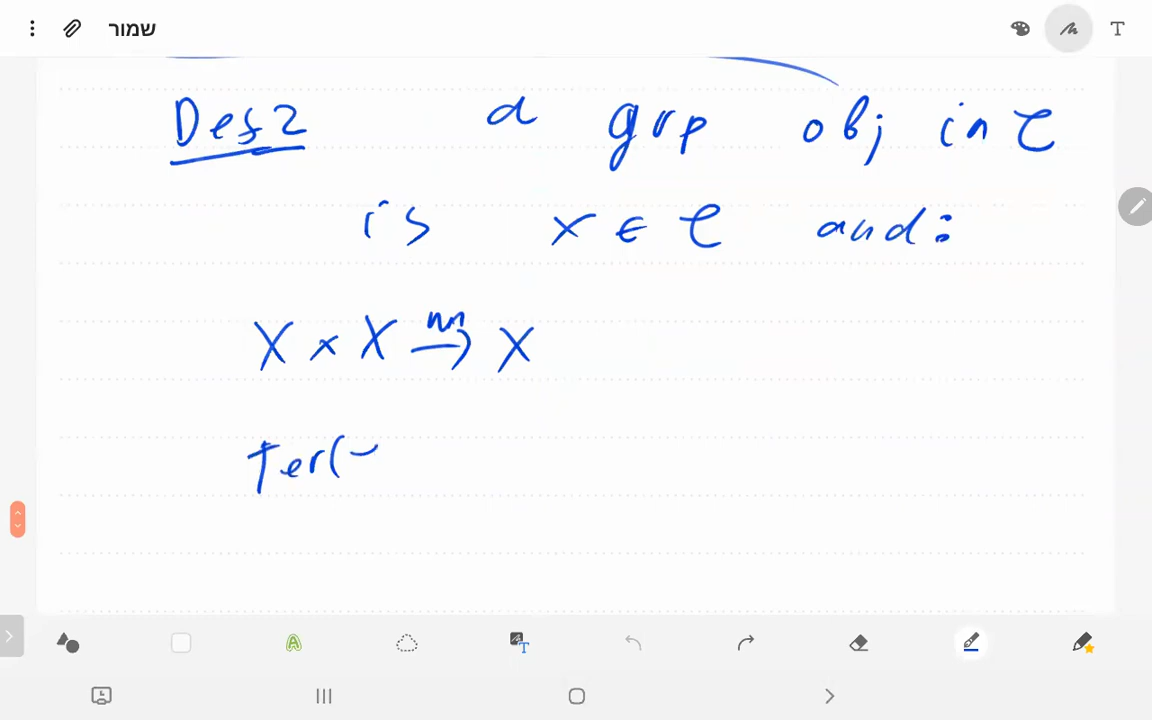 שמור
T
Def 2 a grp obj in C
is x ∈ C and:
X × X →m X
Ter(